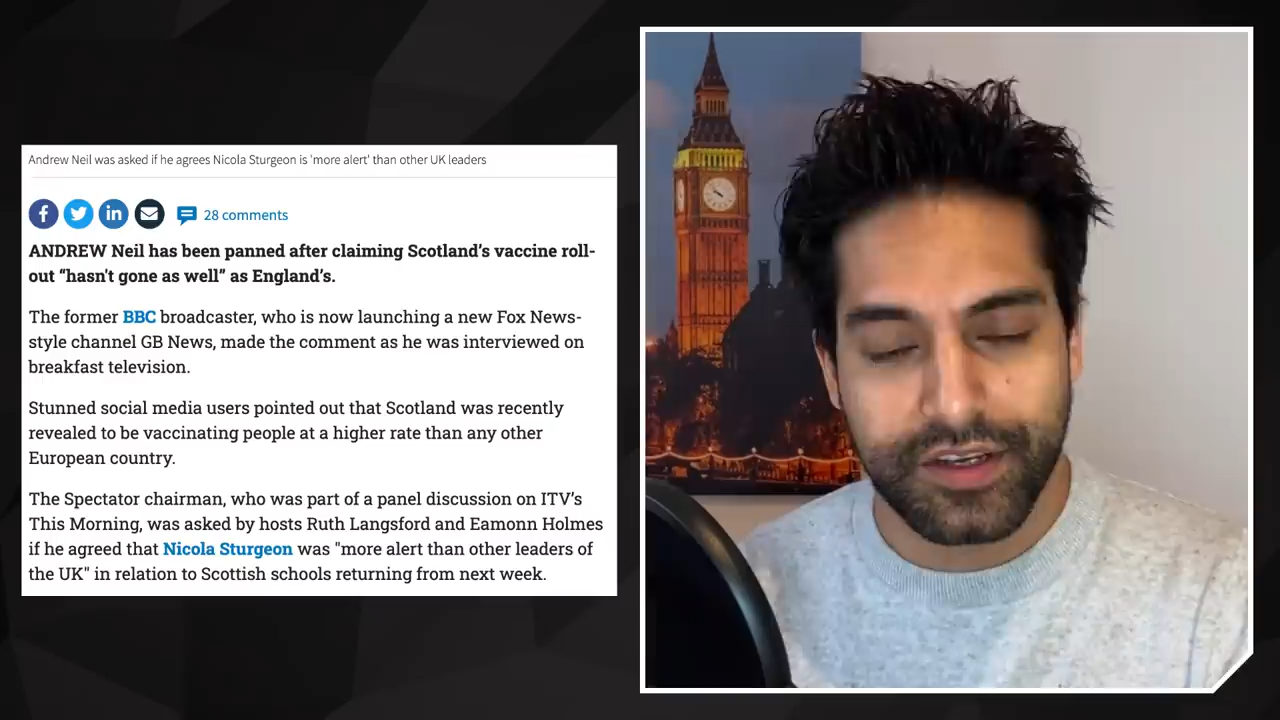 Andrew Neil was asked if he agrees Nicola Sturgeon is 'more alert' than other UK leaders
28 comments
ANDREW Neil has been panned after claiming Scotland's vaccine roll-
out “hasn't gone as well” as England's.
The former BBC broadcaster, who is now launching a new Fox News-
style channel GB News, made the comment as he was interviewed on
breakfast television.
Stunned social media users pointed out that Scotland was recently
revealed to be vaccinating people at a higher rate than any other
European country.
The Spectator chairman, who was part of a panel discussion on ITV's
This Morning, was asked by hosts Ruth Langsford and Eamonn Holmes
if he agreed that Nicola Sturgeon was "more alert than other leaders of
the UK" in relation to Scottish schools returning from next week.